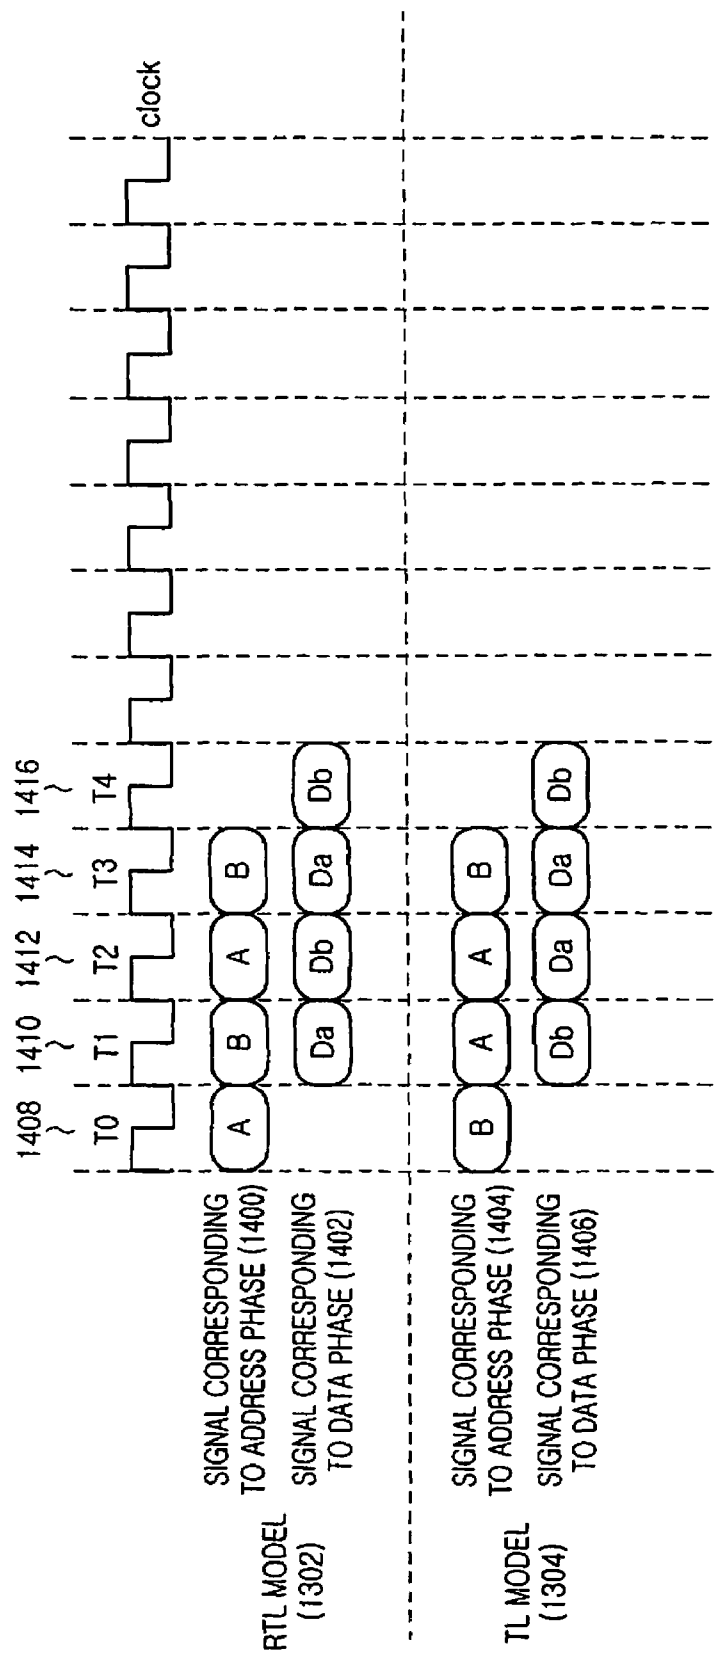 1408 1410 1412 1414 1416
T0 T1 T2 T3 T4
clock
RTL MODEL
(1302)
SIGNAL CORRESPONDING
TO ADDRESS PHASE (1400)
A B A B
SIGNAL CORRESPONDING
TO DATA PHASE (1402)
Da Db Da Db
TL MODEL
(1304)
SIGNAL CORRESPONDING
TO ADDRESS PHASE (1404)
B A A B
SIGNAL CORRESPONDING
TO DATA PHASE (1406)
Db Da Da Db